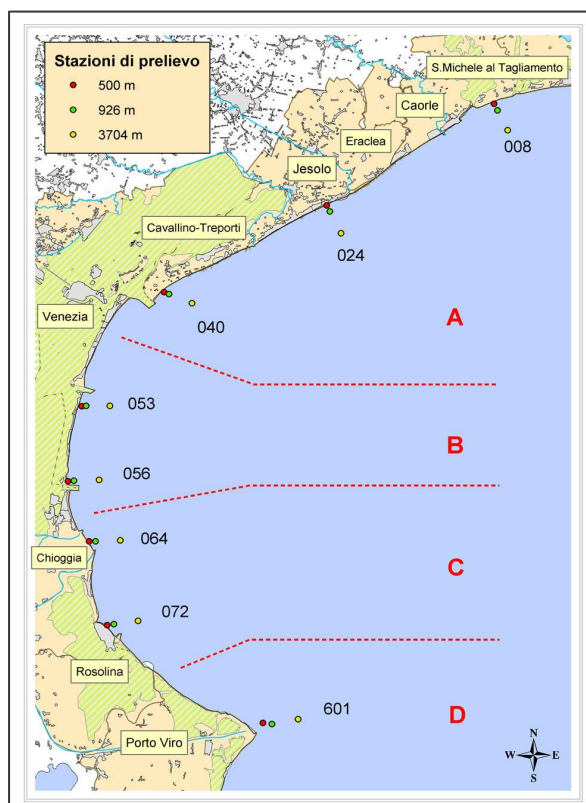 Stazioni di prelievo
500 m
926 m
3704 m
S.Michele al Tagliamento
Caorle
008
Eraclea
Jesolo
Cavallino-Treporti
024
Venezia
040
A
053
B
056
064
C
Chioggia
072
Rosolina
601
D
Porto Viro
N
W E
S